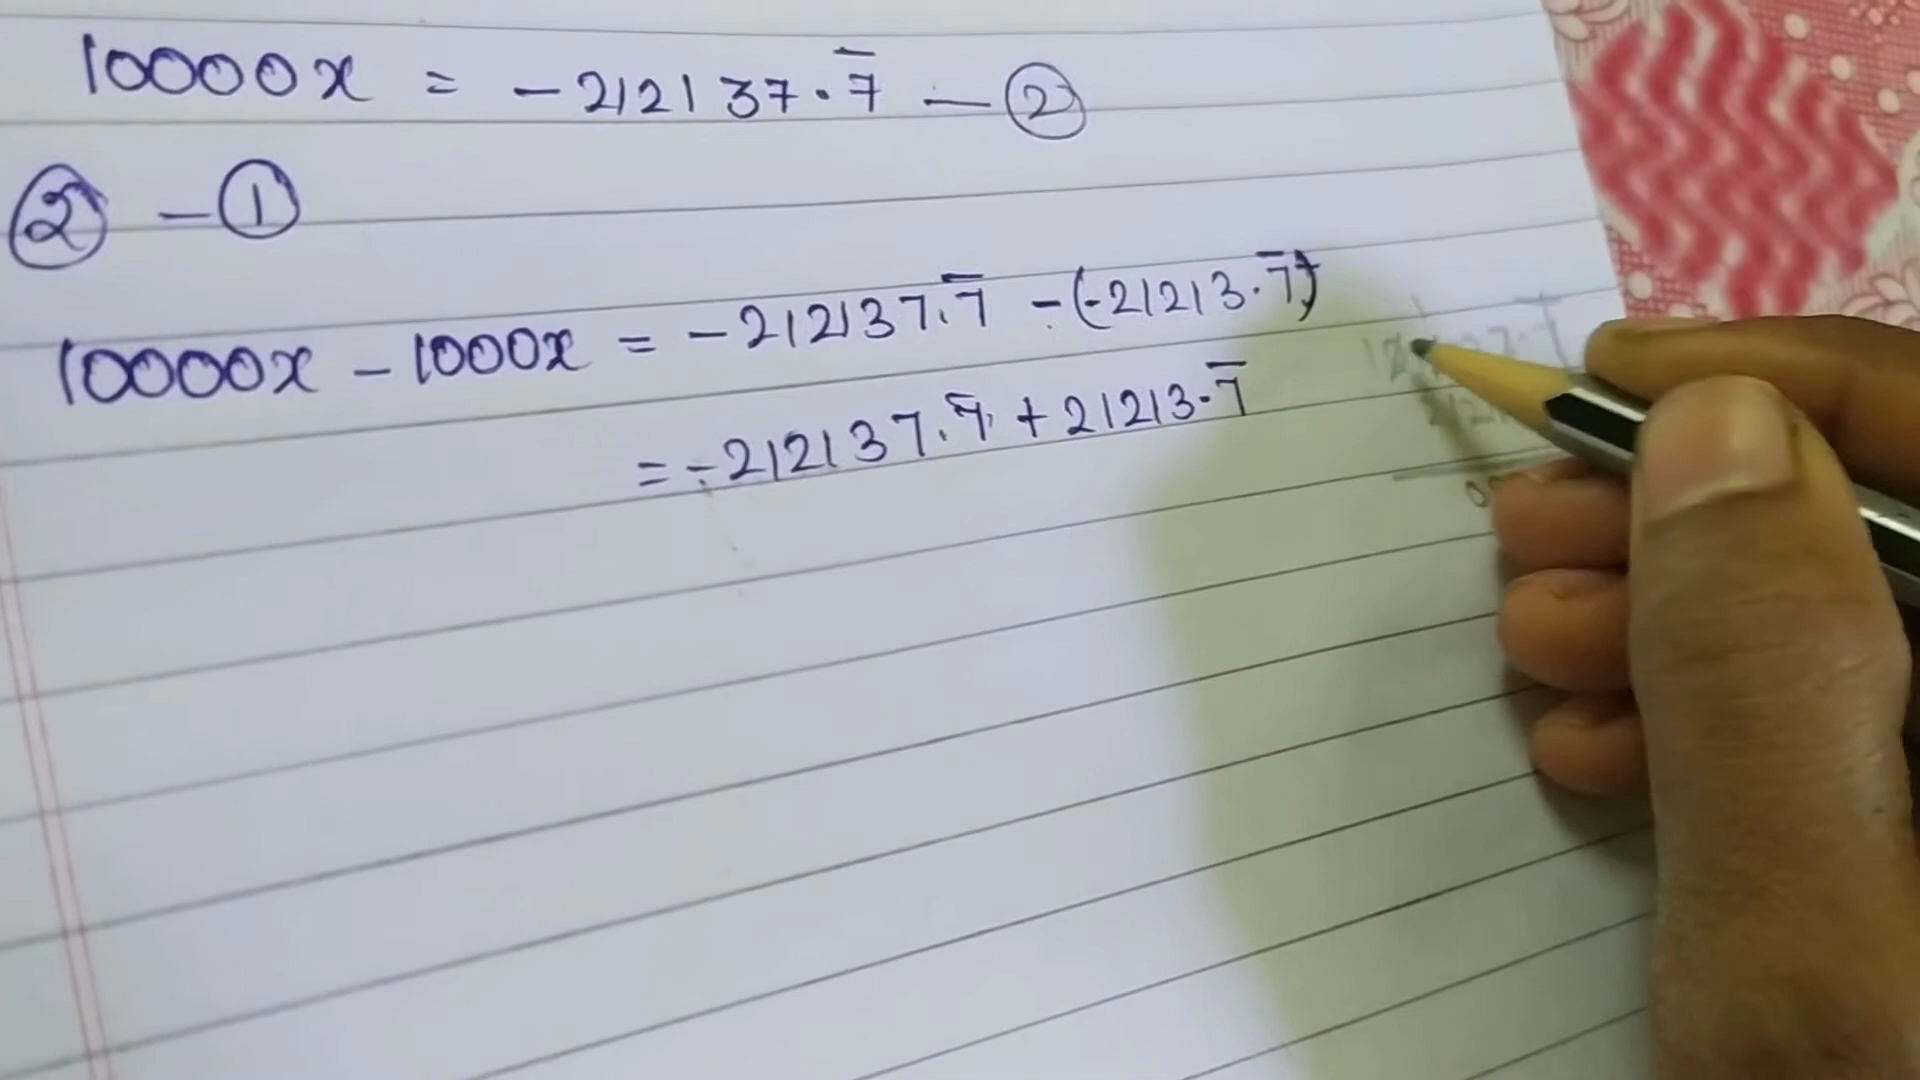 10000x = -212137.7̅ — ②
② - ①
10000x - 1000x = -212137.7̅ - (-21213.7̅)
= -212137.7̅ + 21213.7̅